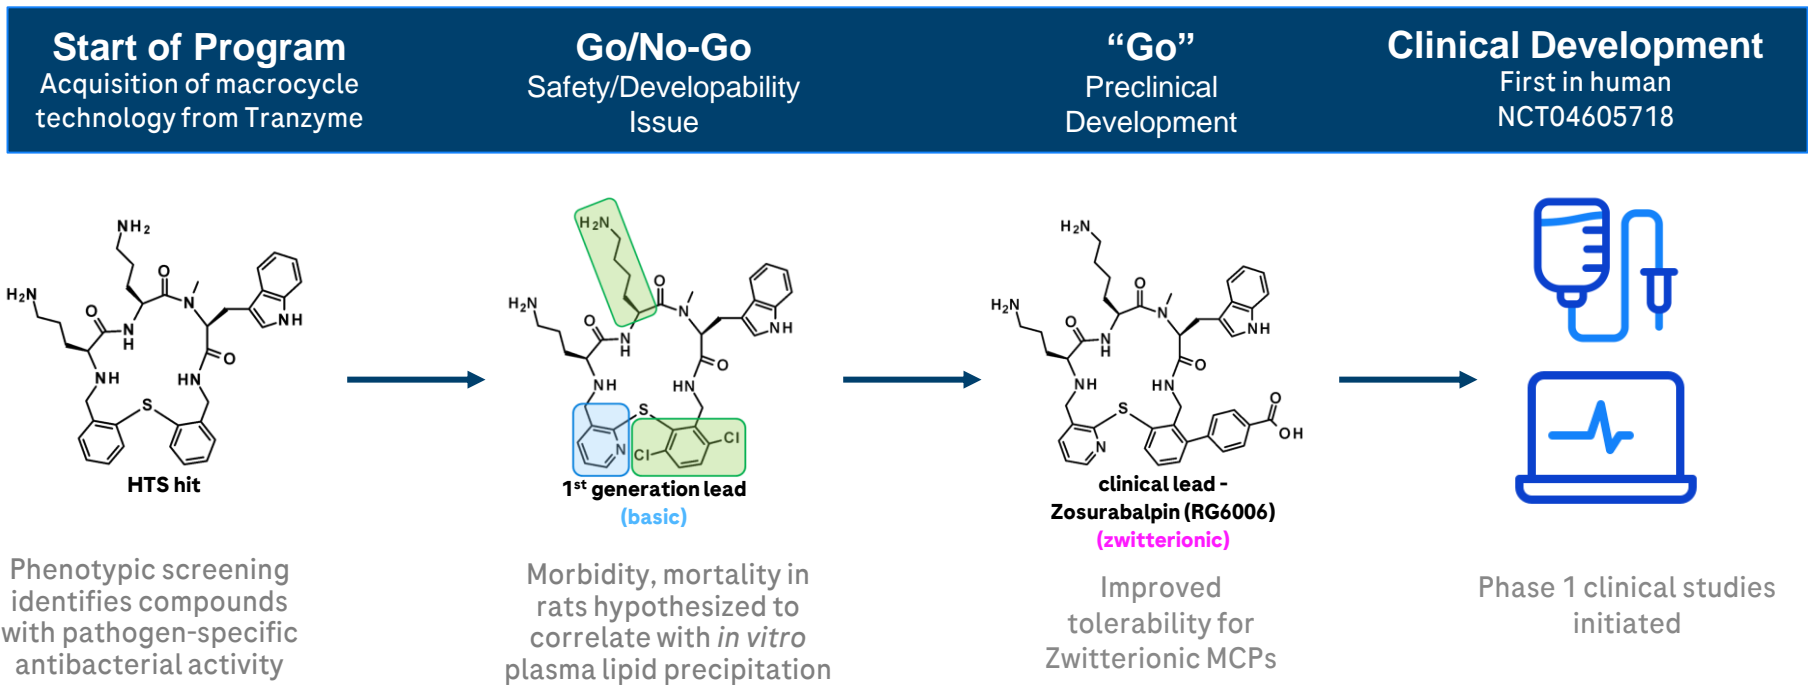 Start of Program
Acquisition of macrocycle
technology from Tranzyme
Go/No-Go
Safety/Developability
Issue
“Go”
Preclinical
Development
Clinical Development
First in human
NCT04605718
NH2
H2N
O
O
N
N
H
NH
O
NH
HN
S
HTS hit
H2N
H2N
O
O
N
N
H
NH
O
NH
HN
S
N
Cl
Cl
1st generation lead
(basic)
H2N
H2N
O
O
N
N
H
NH
O
NH
HN
S
N
O
OH
clinical lead -
Zosurabalpin (RG6006)
(zwitterionic)
Phenotypic screening
identifies compounds
with pathogen-specific
antibacterial activity
Morbidity, mortality in
rats hypothesized to
correlate with in vitro
plasma lipid precipitation
Improved
tolerability for
Zwitterionic MCPs
Phase 1 clinical studies
initiated